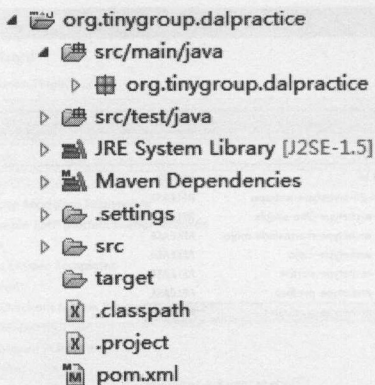 org.tinygroup.dalpractice
src/main/java
org.tinygroup.dalpractice
src/test/java
JRE System Library [J2SE-1.5]
Maven Dependencies
.settings
src
target
.classpath
.project
pom.xml